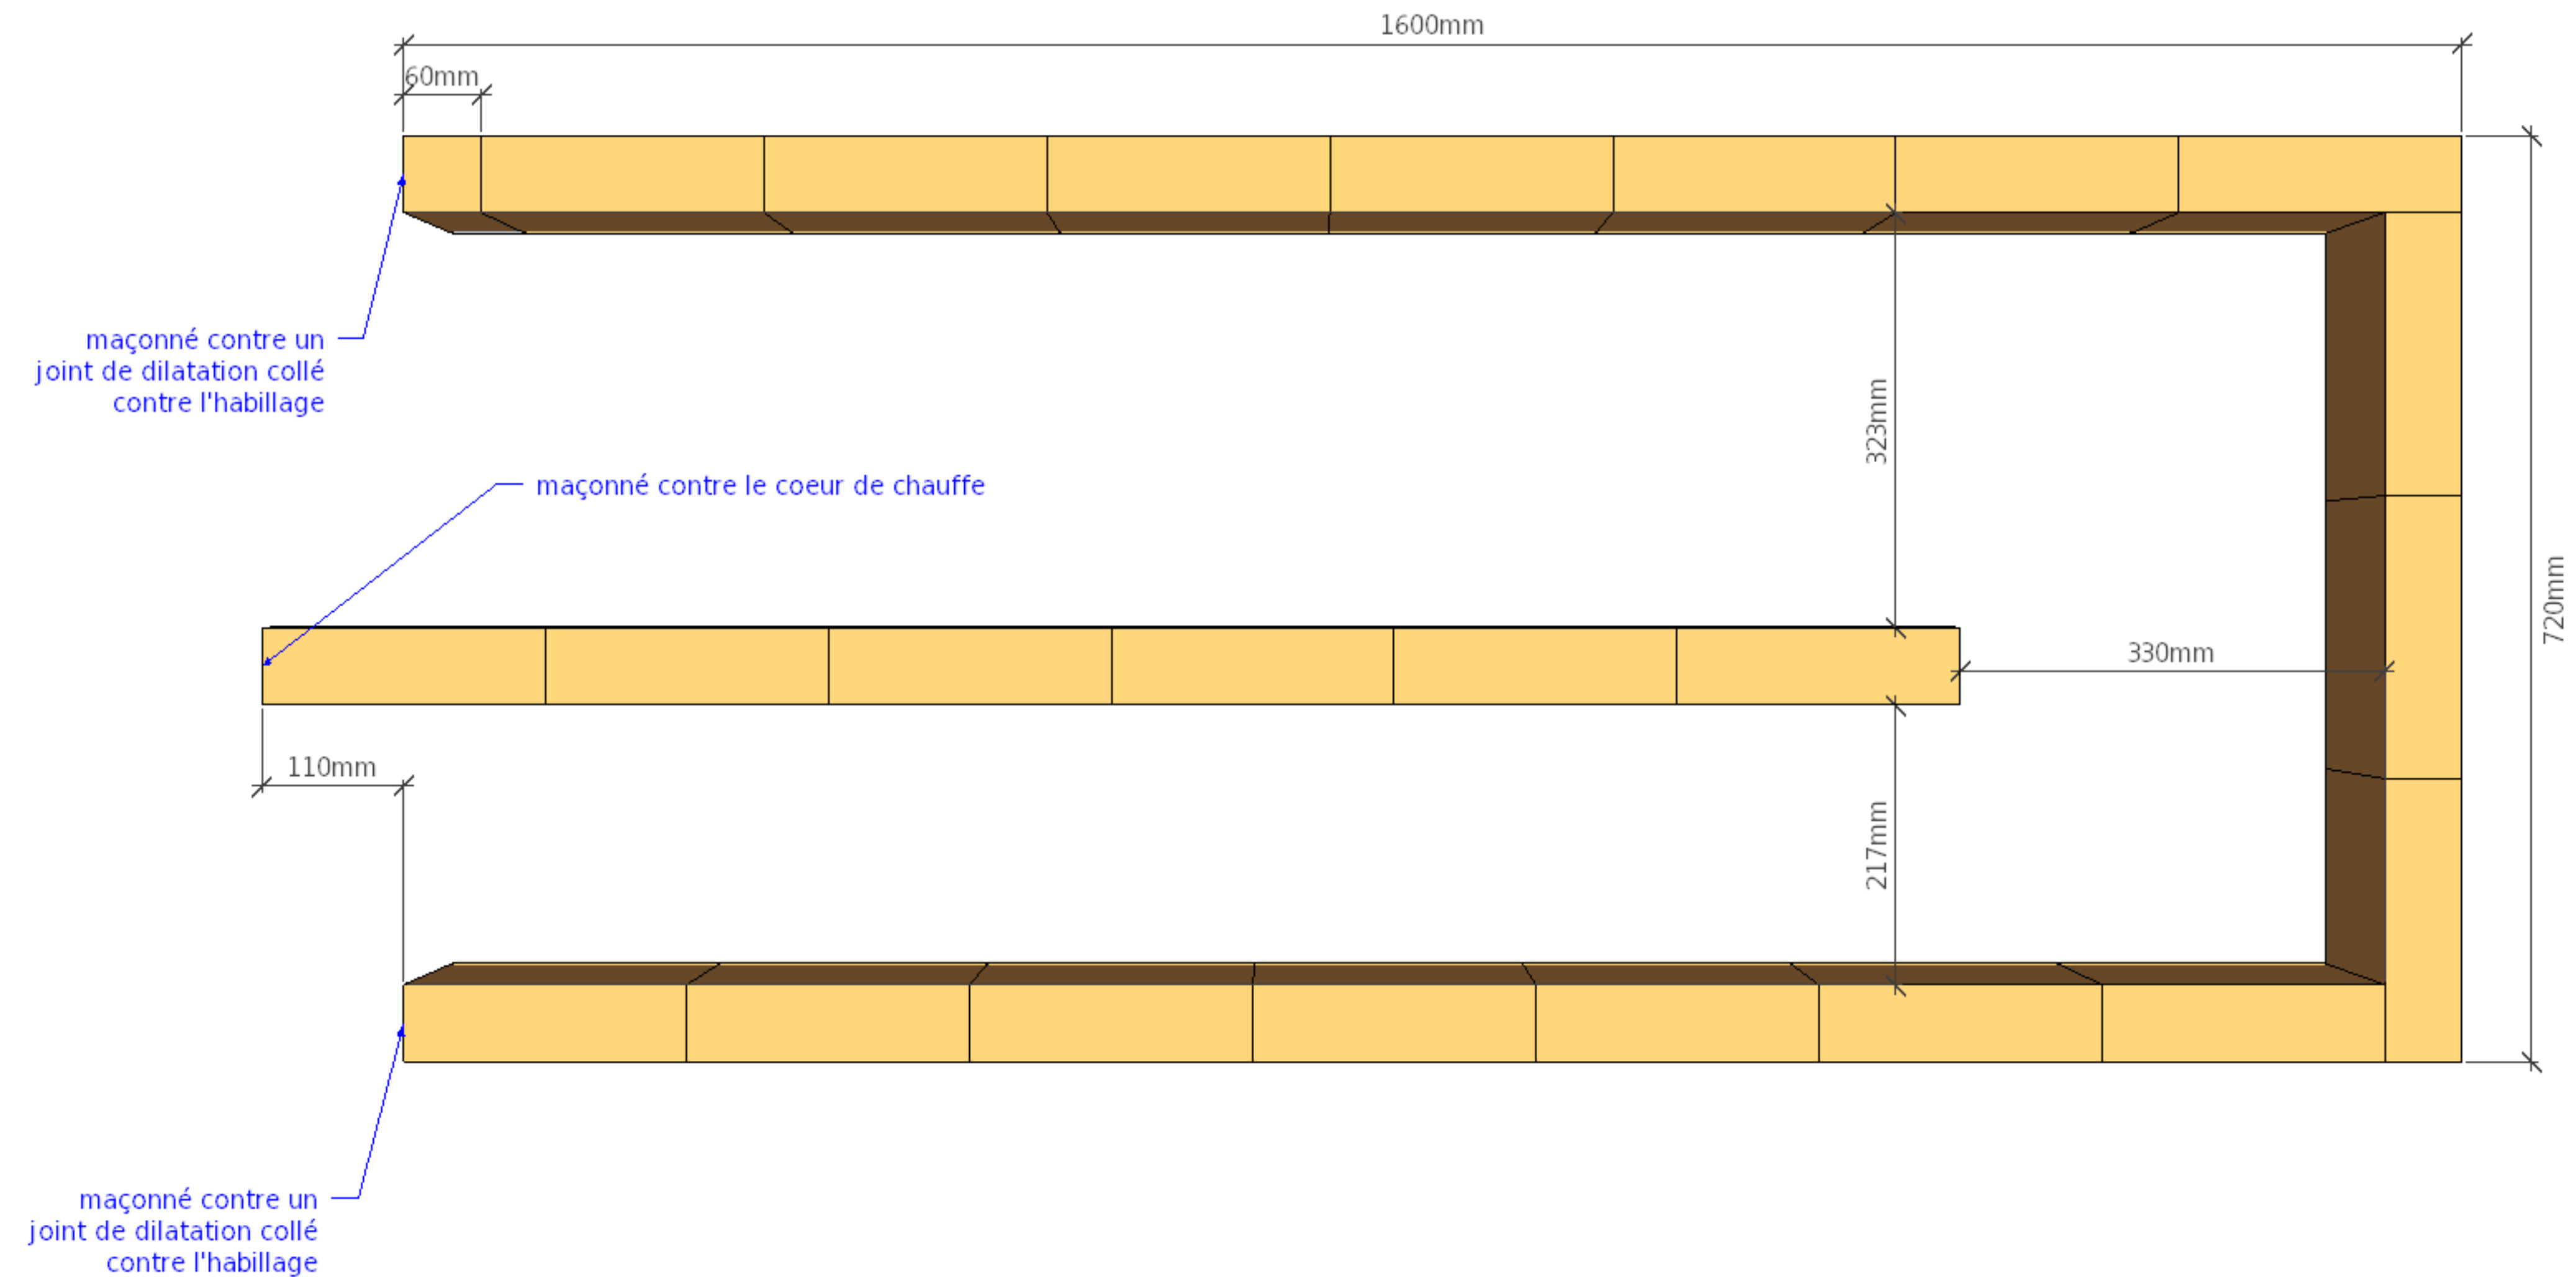 1600mm
60mm
maçonné contre un
joint de dilatation collé
contre l'habillage
323mm
maçonné contre le coeur de chauffe
720mm
330mm
110mm
217mm
maçonné contre un
joint de dilatation collé
contre l'habillage